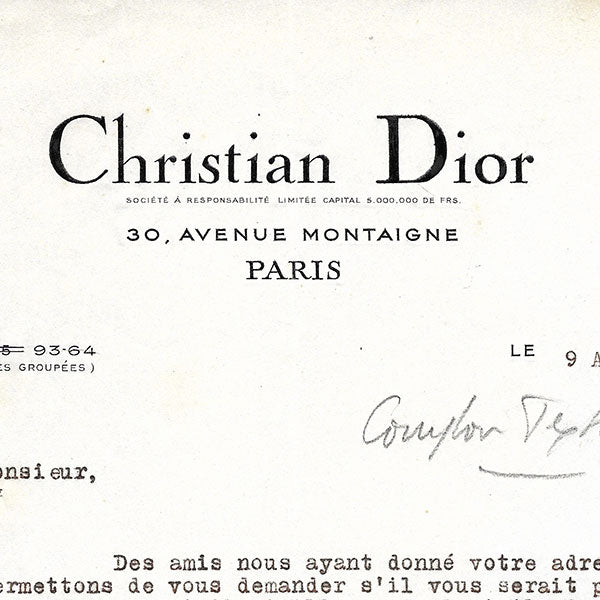 Christian Dior
SOCIÉTÉ À RESPONSABILITÉ LIMITÉE CAPITAL 5.000.000 DE FRS.
30, AVENUE MONTAIGNE
PARIS
93-64
ES GROUPÉES)
LE 9 A
onsieur,
Des amis nous ayant donné votre adre
ermettons de vous demander s'il vous serait p